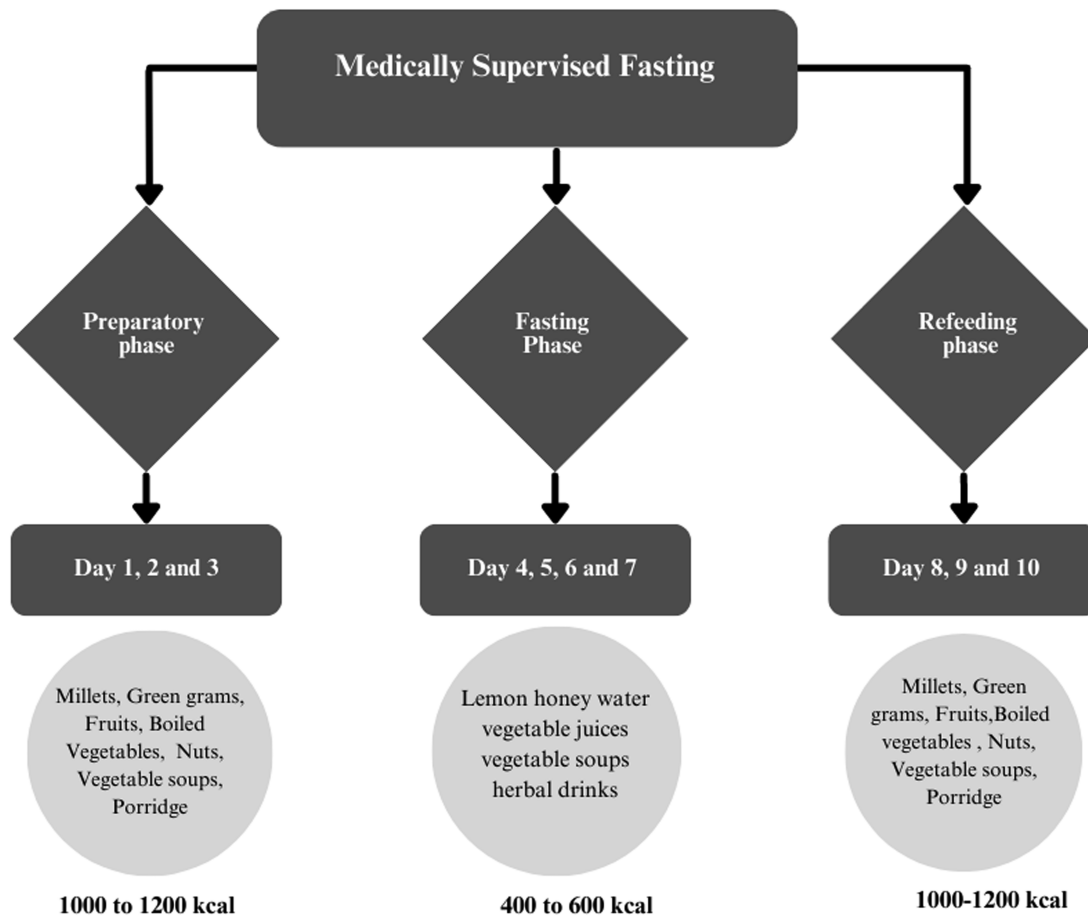 Medically Supervised Fasting
Preparatory
phase
Fasting
Phase
Refeeding
phase
Day 1, 2 and 3
Day 4, 5, 6 and 7
Day 8, 9 and 10
Millets, Green grams,
Fruits, Boiled
Vegetables, Nuts,
Vegetable soups,
Porridge
Lemon honey water
vegetable juices
vegetable soups
herbal drinks
Millets, Green
grams, Fruits,Boiled
vegetables , Nuts,
Vegetable soups,
Porridge
1000 to 1200 kcal
400 to 600 kcal
1000-1200 kcal